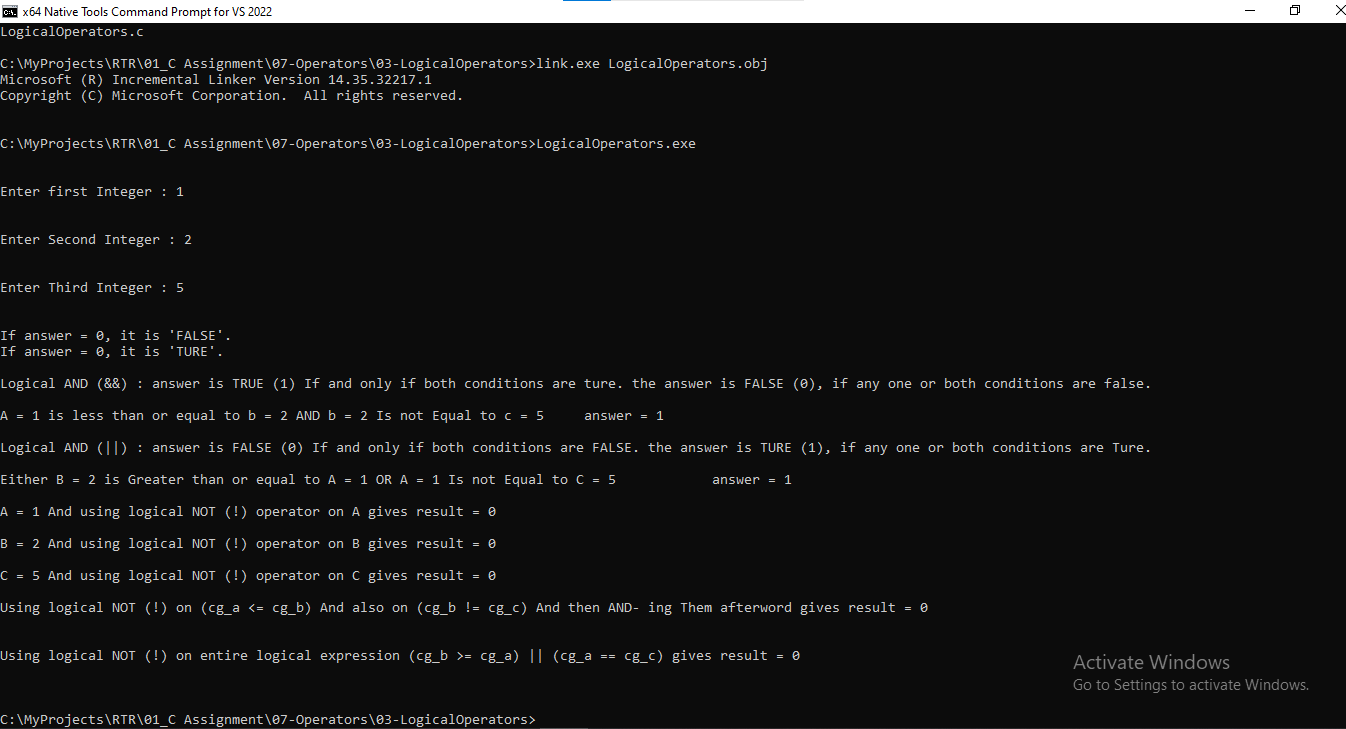 x64 Native Tools Command Prompt for VS 2022
LogicalOperators.c
C:\MyProjects\RTR\01_C Assignment\07-Operators\03-LogicalOperators>link.exe LogicalOperators.obj
Microsoft (R) Incremental Linker Version 14.35.32217.1
Copyright (C) Microsoft Corporation.  All rights reserved.
C:\MyProjects\RTR\01_C Assignment\07-Operators\03-LogicalOperators>LogicalOperators.exe
Enter first Integer : 1
Enter Second Integer : 2
Enter Third Integer : 5
If answer = 0, it is 'FALSE'.
If answer = 0, it is 'TURE'.
Logical AND (&&) : answer is TRUE (1) If and only if both conditions are ture. the answer is FALSE (0), if any one or both conditions are false.
A = 1 is less than or equal to b = 2 AND b = 2 Is not Equal to c = 5     answer = 1
Logical AND (||) : answer is FALSE (0) If and only if both conditions are FALSE. the answer is TURE (1), if any one or both conditions are Ture.
Either B = 2 is Greater than or equal to A = 1 OR A = 1 Is not Equal to C = 5            answer = 1
A = 1 And using logical NOT (!) operator on A gives result = 0
B = 2 And using logical NOT (!) operator on B gives result = 0
C = 5 And using logical NOT (!) operator on C gives result = 0
Using logical NOT (!) on (cg_a <= cg_b) And also on (cg_b != cg_c) And then AND- ing Them afterword gives result = 0
Using logical NOT (!) on entire logical expression (cg_b >= cg_a) || (cg_a == cg_c) gives result = 0
Activate Windows
Go to Settings to activate Windows.
C:\MyProjects\RTR\01_C Assignment\07-Operators\03-LogicalOperators>